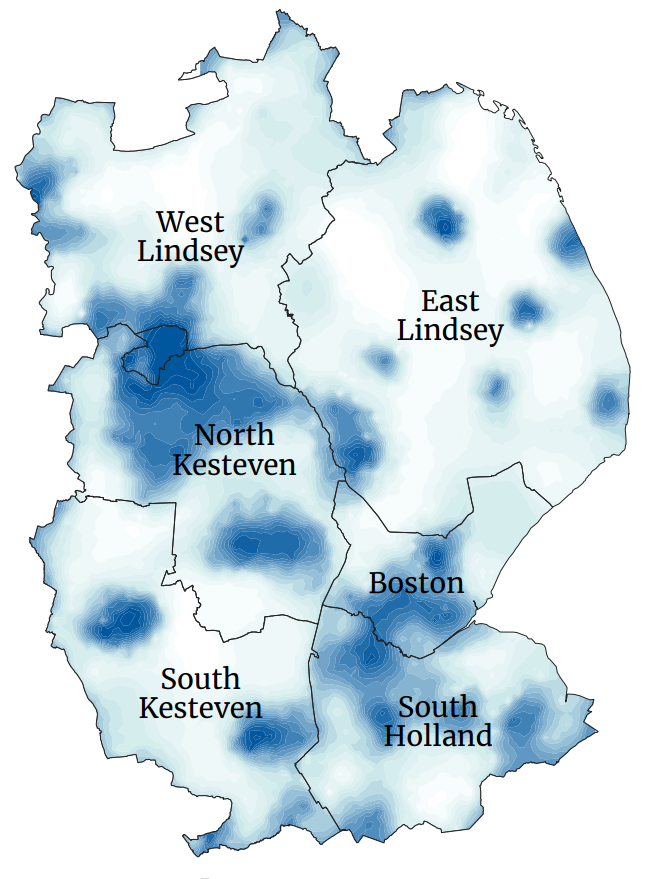 West
Lindsey
East
Lindsey
North
Kesteven
Boston
South
Kesteven
South
Holland